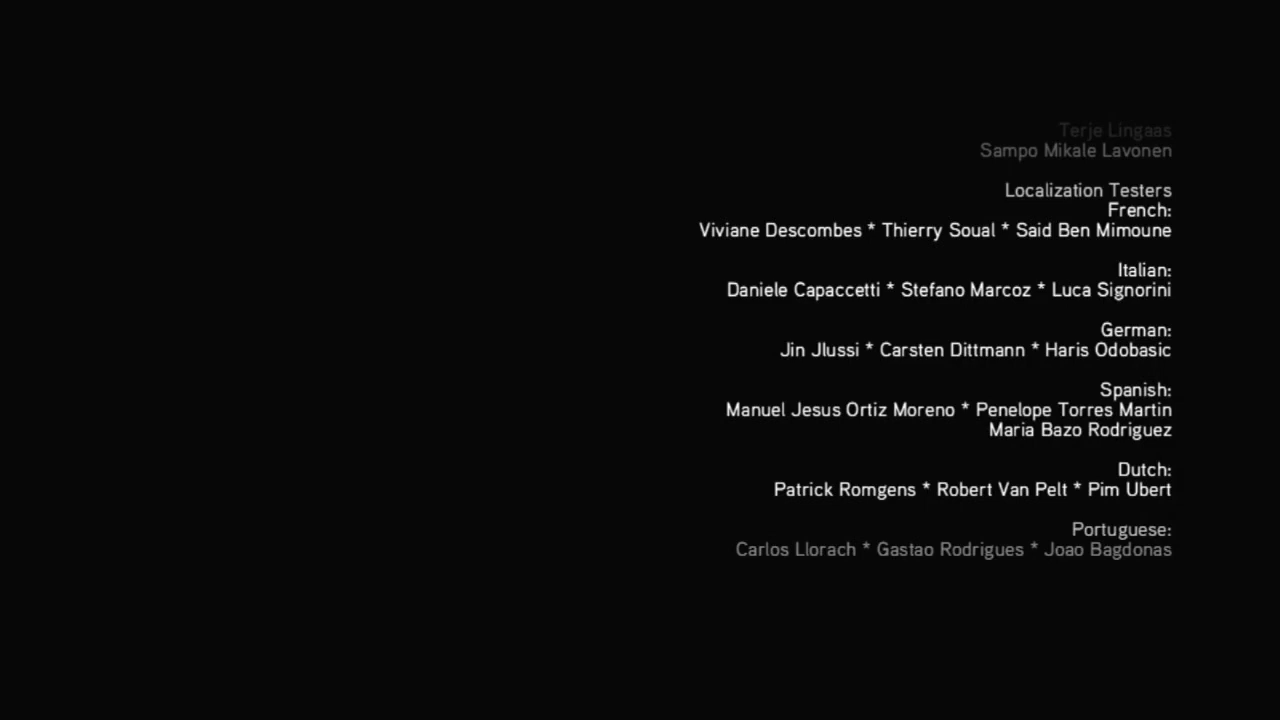 Terje Lingaas
Sampo Mikale Lavonen
Localization Testers
French:
Viviane Descombes * Thierry Soual * Said Ben Mimoune
Italian:
Daniele Capaccetti * Stefano Marcoz * Luca Signorini
German:
Jin Jlussi * Carsten Dittmann * Haris Odobasic
Spanish:
Manuel Jesus Ortiz Moreno * Penelope Torres Martin
Maria Bazo Rodriguez
Dutch:
Patrick Romgens * Robert Van Pelt * Pim Ubert
Portuguese:
Carlos Llorach * Gastao Rodrigues * Joao Bagdonas